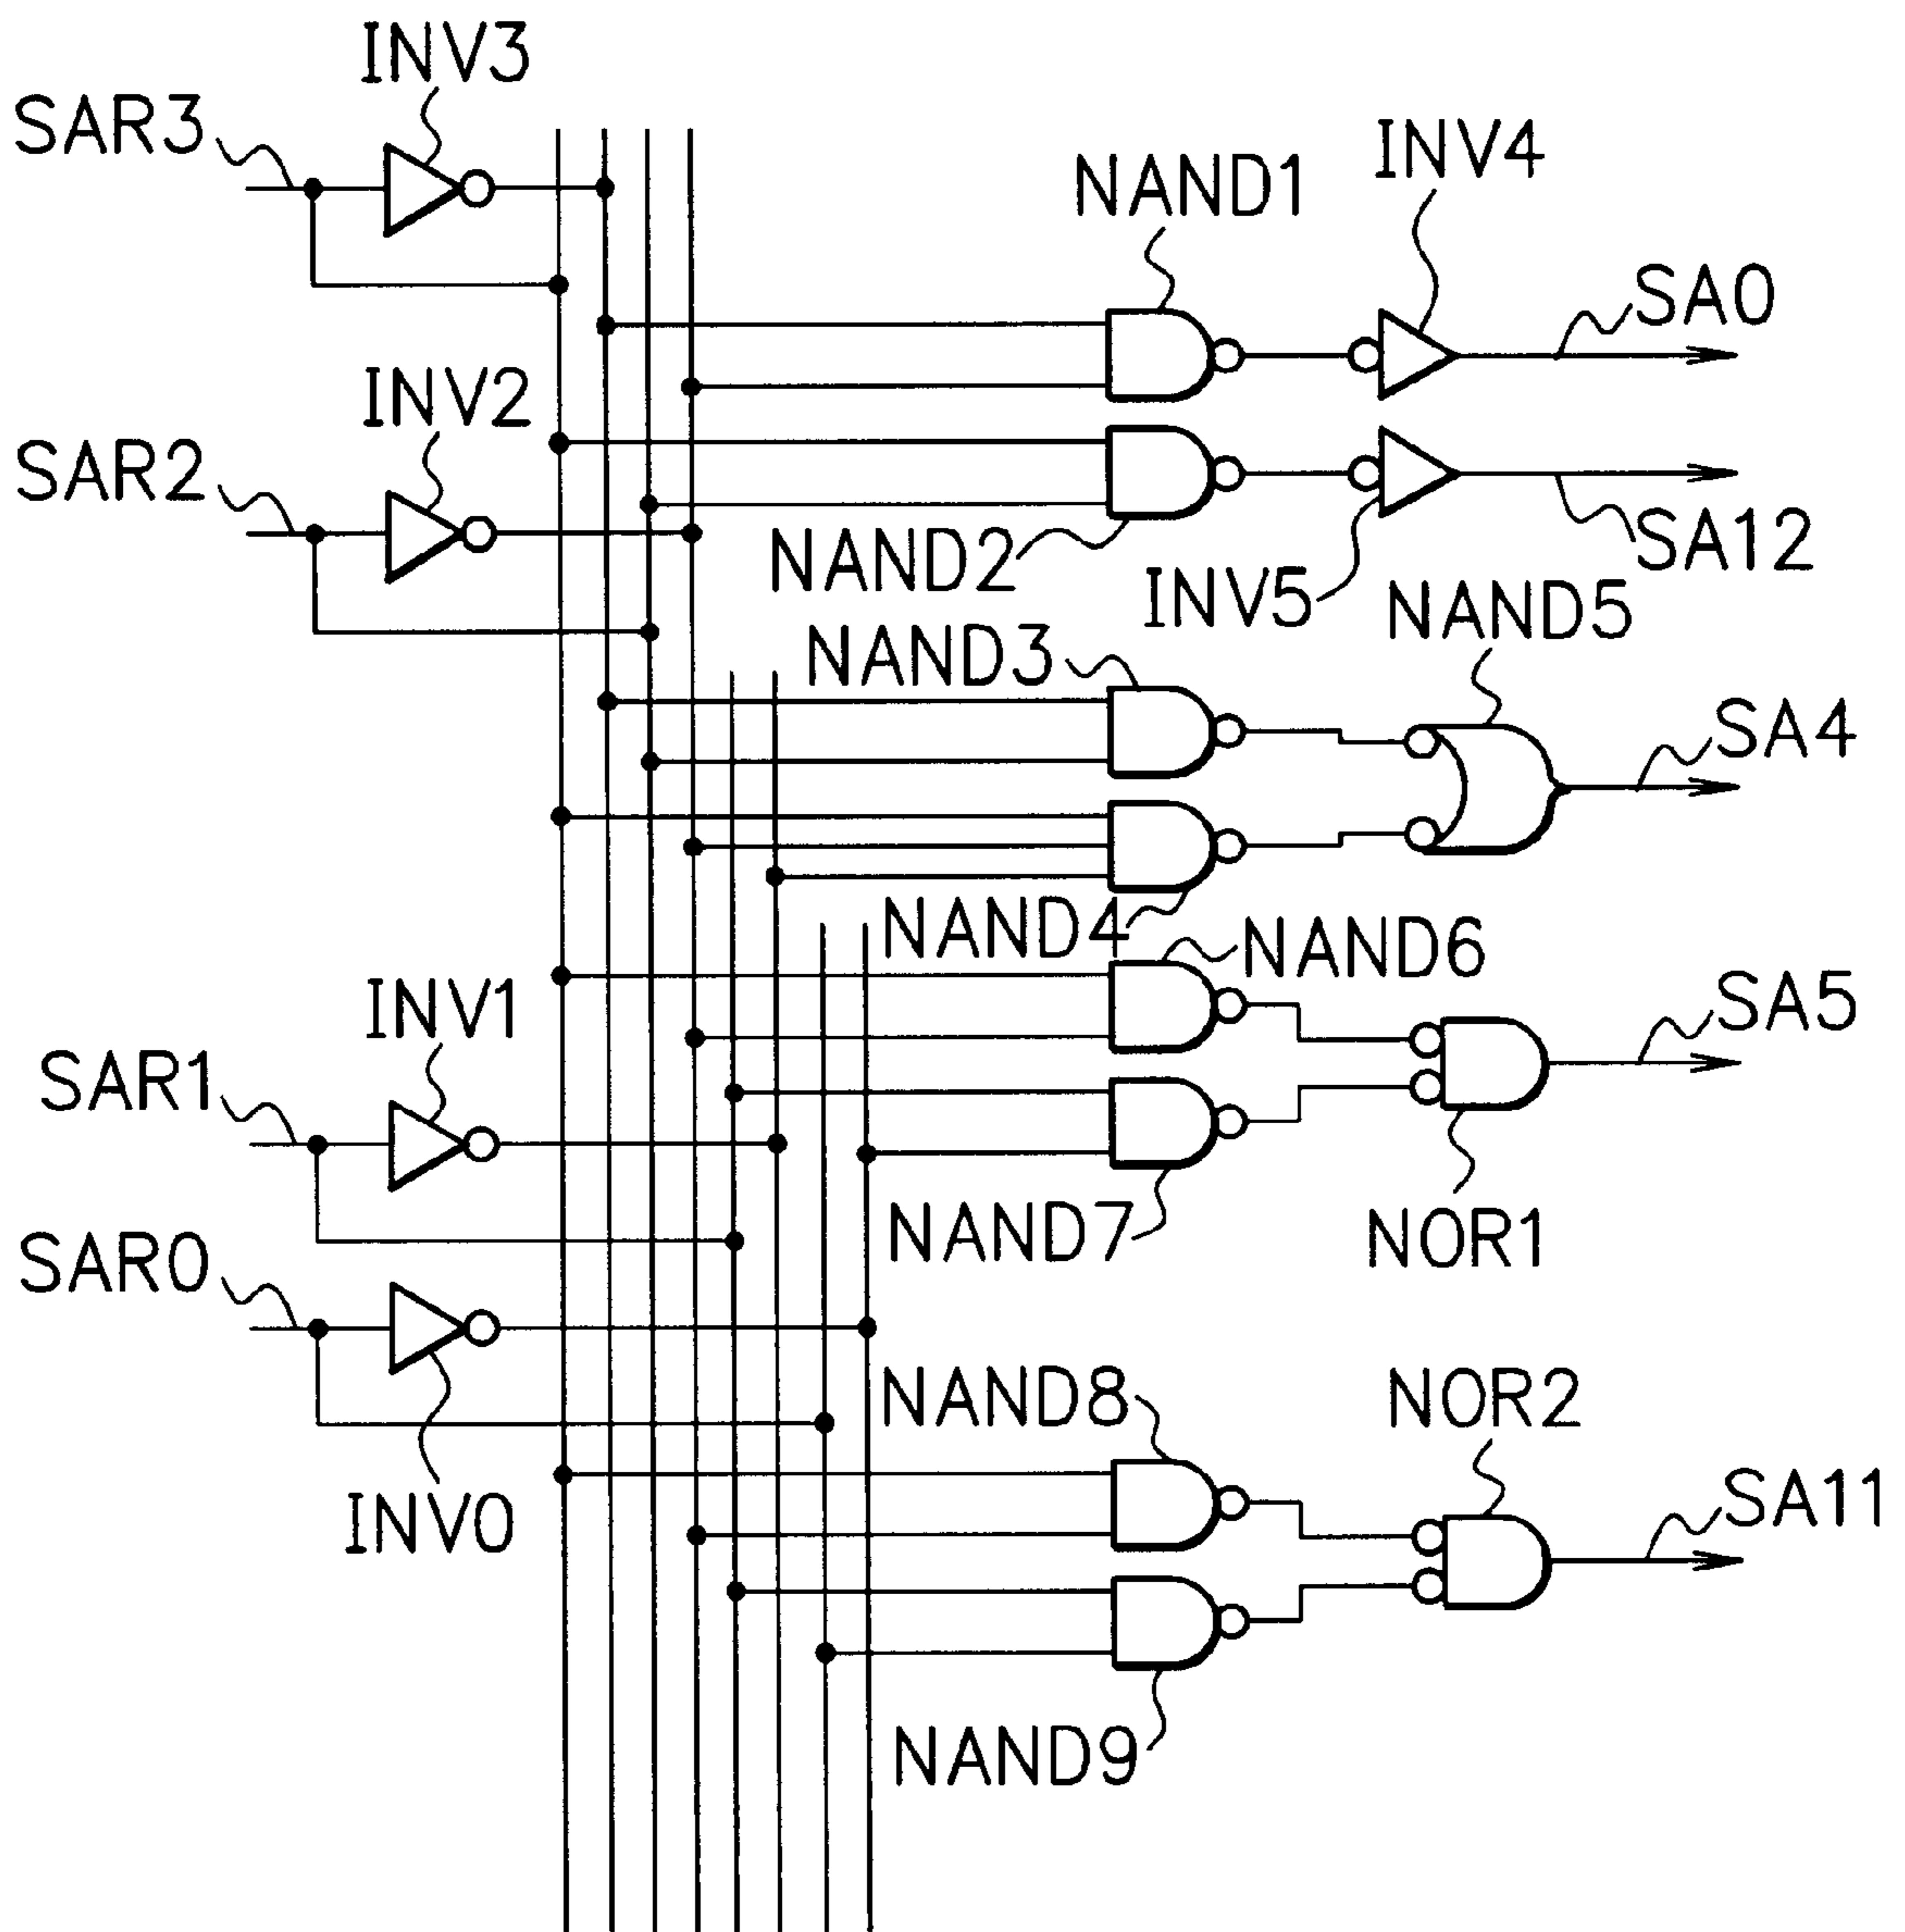 INV3
SAR3
NAND1
INV4
SA0
INV2
SAR2
NAND2
SA12
INV5
NAND5
NAND3
SA4
NAND4
NAND6
INV1
SA5
SAR1
NAND7
NOR1
SAR0
NAND8
NOR2
INV0
SA11
NAND9